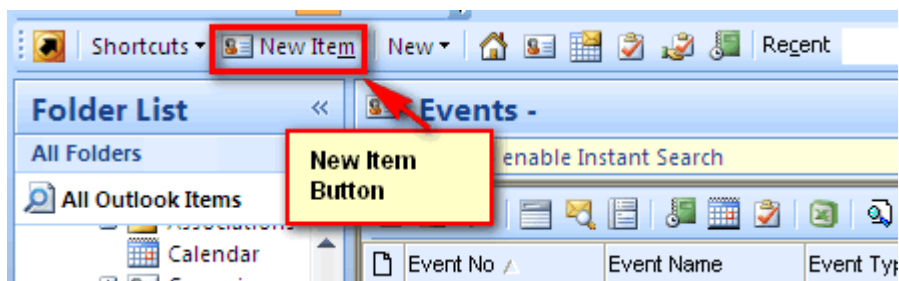 Shortcuts New Item New Recent
Folder List
Events -
All Folders
New Item
Button
enable Instant Search
All Outlook Items
Associations
Calendar
Event No Event Name Event Typ